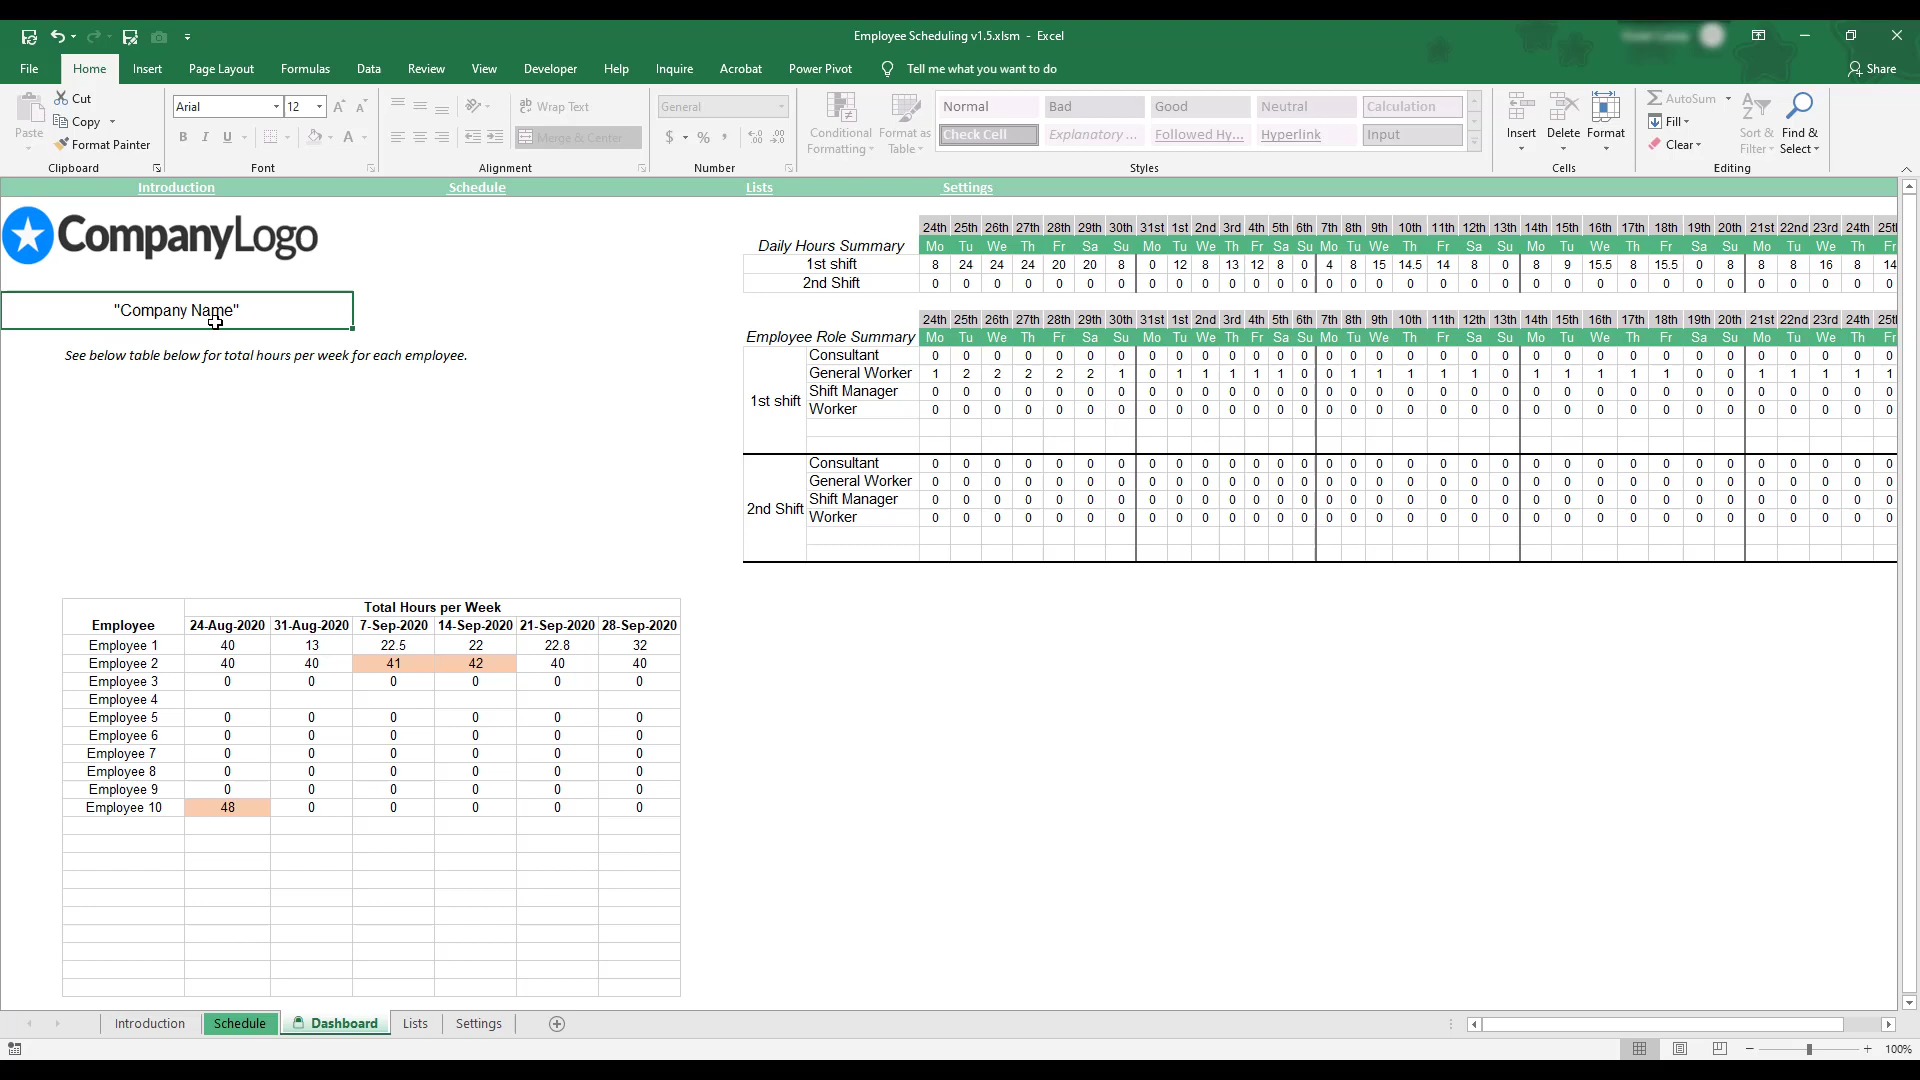 Employee Scheduling v1.5.xlsm - Excel
File Home Insert Page Layout Formulas Data Review View Developer Help Inquire Acrobat Power Pivot Tell me what you want to do Share
Paste Cut Copy Format Painter Clipboard
Arial 12 B I U A Font
ab Wrap Text Merge & Center Alignment
General $ % , Number
Conditional Formatting Format as Table
Normal Bad Good Neutral Calculation
Check Cell Explanatory ... Followed Hy... Hyperlink Input
Styles
Insert Delete Format Cells
AutoSum Fill Clear Sort & Filter Find & Select Editing
Introduction Schedule Lists Settings
CompanyLogo
"Company Name"
See below table below for total hours per week for each employee.
24th 25th 26th 27th 28th 29th 30th 31st 1st 2nd 3rd 4th 5th 6th 7th 8th 9th 10th 11th 12th 13th 14th 15th 16th 17th 18th 19th 20th 21st 22nd 23rd 24th 25th
Daily Hours Summary Mo Tu We Th Fr Sa Su Mo Tu We Th Fr Sa Su Mo Tu We Th Fr Sa Su Mo Tu We Th Fr Sa Su Mo Tu We Th Fr
1st shift 8 24 24 24 20 20 8 0 12 8 13 12 8 0 4 8 15 14.5 14 8 0 8 9 15.5 8 15.5 0 8 8 8 16 8 14
2nd Shift 0 0 0 0 0 0 0 0 0 0 0 0 0 0 0 0 0 0 0 0 0 0 0 0 0 0 0 0 0 0 0 0 0
24th 25th 26th 27th 28th 29th 30th 31st 1st 2nd 3rd 4th 5th 6th 7th 8th 9th 10th 11th 12th 13th 14th 15th 16th 17th 18th 19th 20th 21st 22nd 23rd 24th 25th
Employee Role Summary Mo Tu We Th Fr Sa Su Mo Tu We Th Fr Sa Su Mo Tu We Th Fr Sa Su Mo Tu We Th Fr Sa Su Mo Tu We Th Fr
1st shift
Consultant 0 0 0 0 0 0 0 0 0 0 0 0 0 0 0 0 0 0 0 0 0 0 0 0 0 0 0 0 0 0 0 0 0
General Worker 1 2 2 2 2 2 1 0 1 1 1 1 1 0 0 1 1 1 1 1 0 1 1 1 1 1 0 0 1 1 1 1 1
Shift Manager 0 0 0 0 0 0 0 0 0 0 0 0 0 0 0 0 0 0 0 0 0 0 0 0 0 0 0 0 0 0 0 0 0
Worker 0 0 0 0 0 0 0 0 0 0 0 0 0 0 0 0 0 0 0 0 0 0 0 0 0 0 0 0 0 0 0 0 0
2nd Shift
Consultant 0 0 0 0 0 0 0 0 0 0 0 0 0 0 0 0 0 0 0 0 0 0 0 0 0 0 0 0 0 0 0 0 0
General Worker 0 0 0 0 0 0 0 0 0 0 0 0 0 0 0 0 0 0 0 0 0 0 0 0 0 0 0 0 0 0 0 0 0
Shift Manager 0 0 0 0 0 0 0 0 0 0 0 0 0 0 0 0 0 0 0 0 0 0 0 0 0 0 0 0 0 0 0 0 0
Worker 0 0 0 0 0 0 0 0 0 0 0 0 0 0 0 0 0 0 0 0 0 0 0 0 0 0 0 0 0 0 0 0 0
Total Hours per Week
Employee 24-Aug-2020 31-Aug-2020 7-Sep-2020 14-Sep-2020 21-Sep-2020 28-Sep-2020
Employee 1 40 13 22.5 22 22.8 32
Employee 2 40 40 41 42 40 40
Employee 3 0 0 0 0 0 0
Employee 4
Employee 5 0 0 0 0 0 0
Employee 6 0 0 0 0 0 0
Employee 7 0 0 0 0 0 0
Employee 8 0 0 0 0 0 0
Employee 9 0 0 0 0 0 0
Employee 10 48 0 0 0 0 0
Introduction Schedule Dashboard Lists Settings
100%